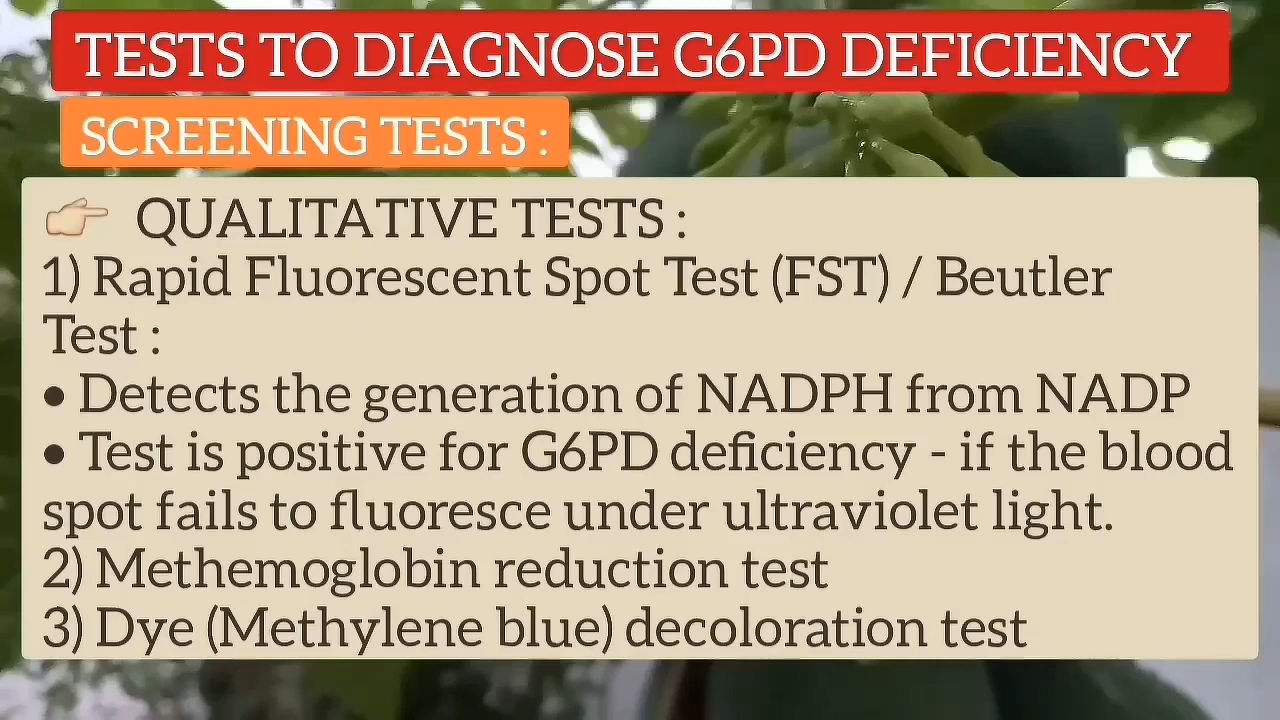 TESTS TO DIAGNOSE G6PD DEFICIENCY
SCREENING TESTS :
👉 QUALITATIVE TESTS :
1) Rapid Fluorescent Spot Test (FST) / Beutler
Test :
• Detects the generation of NADPH from NADP
• Test is positive for G6PD deficiency - if the blood
spot fails to fluoresce under ultraviolet light.
2) Methemoglobin reduction test
3) Dye (Methylene blue) decoloration test